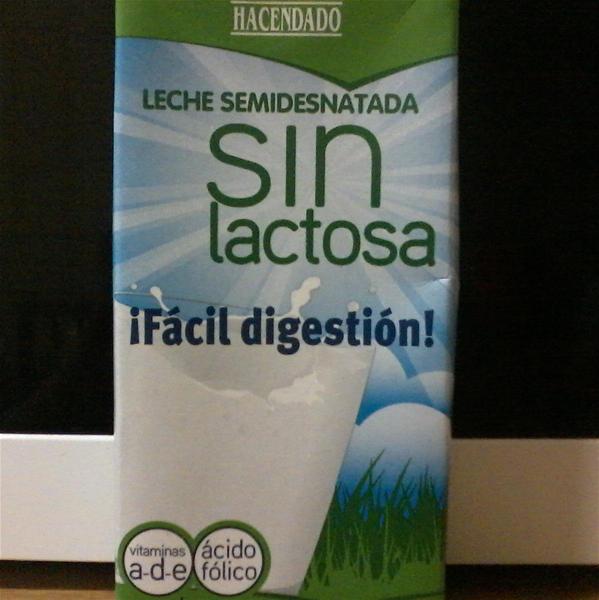 HACENDADO
LECHE SEMIDESNATADA
sin
lactosa
¡Fácil digestión!
vitaminas
a-d-e
ácido
fólico